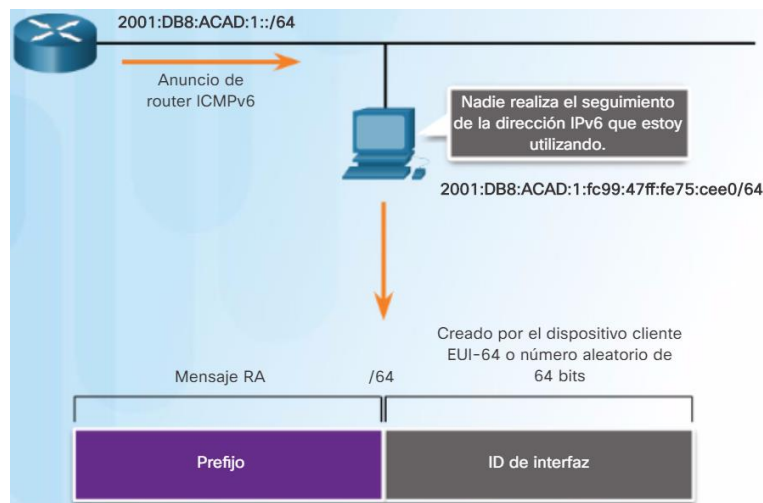 2001:DB8:ACAD:1::/64
Anuncio de
router ICMPv6
Nadie realiza el seguimiento
de la dirección IPv6 que estoy
utilizando.
2001:DB8:ACAD:1:fc99:47ff:fe75:cee0/64
Creado por el dispositivo cliente
EUI-64 o número aleatorio de
64 bits
Mensaje RA
/64
Prefijo
ID de interfaz